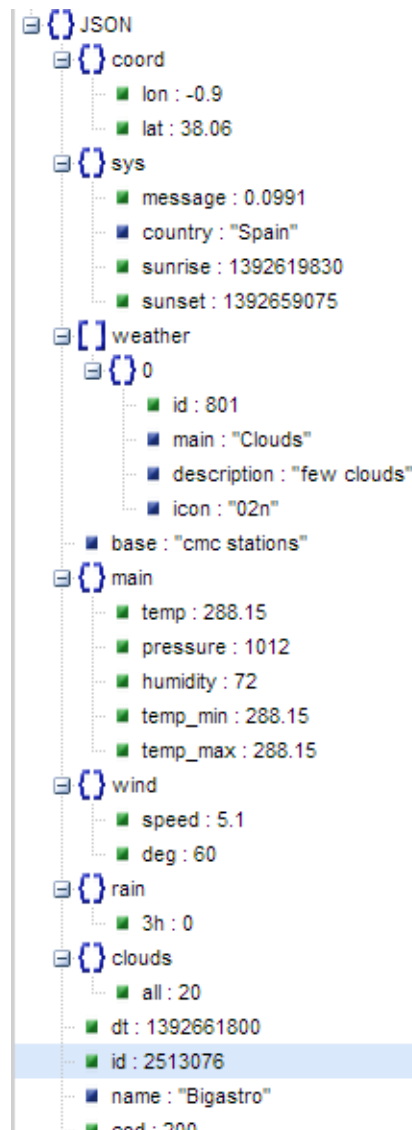 {} JSON
{} coord
lon : -0.9
lat : 38.06
{} sys
message : 0.0991
country : "Spain"
sunrise : 1392619830
sunset : 1392659075
[ ] weather
{} 0
id : 801
main : "Clouds"
description : "few clouds"
icon : "02n"
base : "cmc stations"
{} main
temp : 288.15
pressure : 1012
humidity : 72
temp_min : 288.15
temp_max : 288.15
{} wind
speed : 5.1
deg : 60
{} rain
3h : 0
{} clouds
all : 20
dt : 1392661800
id : 2513076
name : "Bigastro"
cod : 200